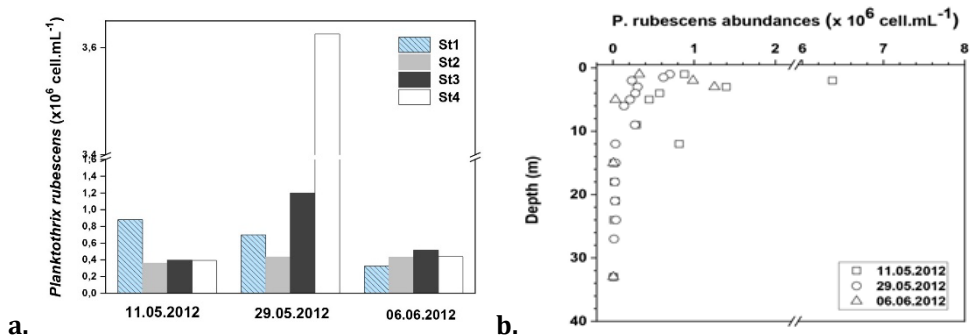 3,6
3,4
1,6
1,4
1,2
1,0
0,8
0,6
0,4
0,2
0,0
Planktothrix rubescens (x10⁶ cell.mL⁻¹)
St1
St2
St3
St4
11.05.2012 29.05.2012 06.06.2012
a.
P. rubescens abundances (x 10⁶ cell.mL⁻¹)
0 1 2 6 7 8
0
10
20
30
40
Depth (m)
11.05.2012
29.05.2012
06.06.2012
b.